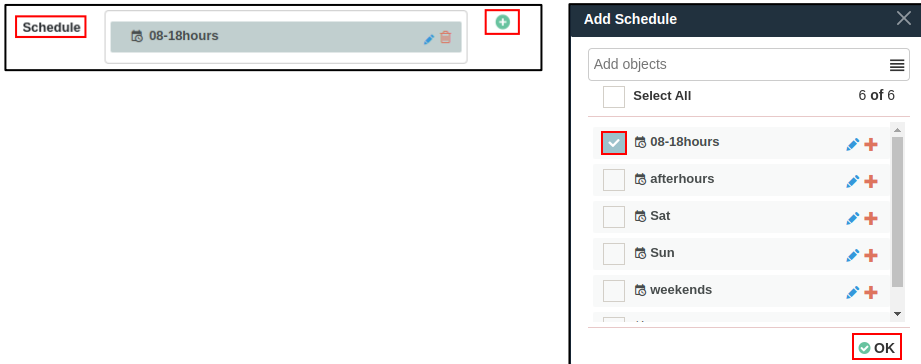 Schedule
08-18hours
Add Schedule
Add objects
Select All
6 of 6
08-18hours
afterhours
Sat
Sun
weekends
OK